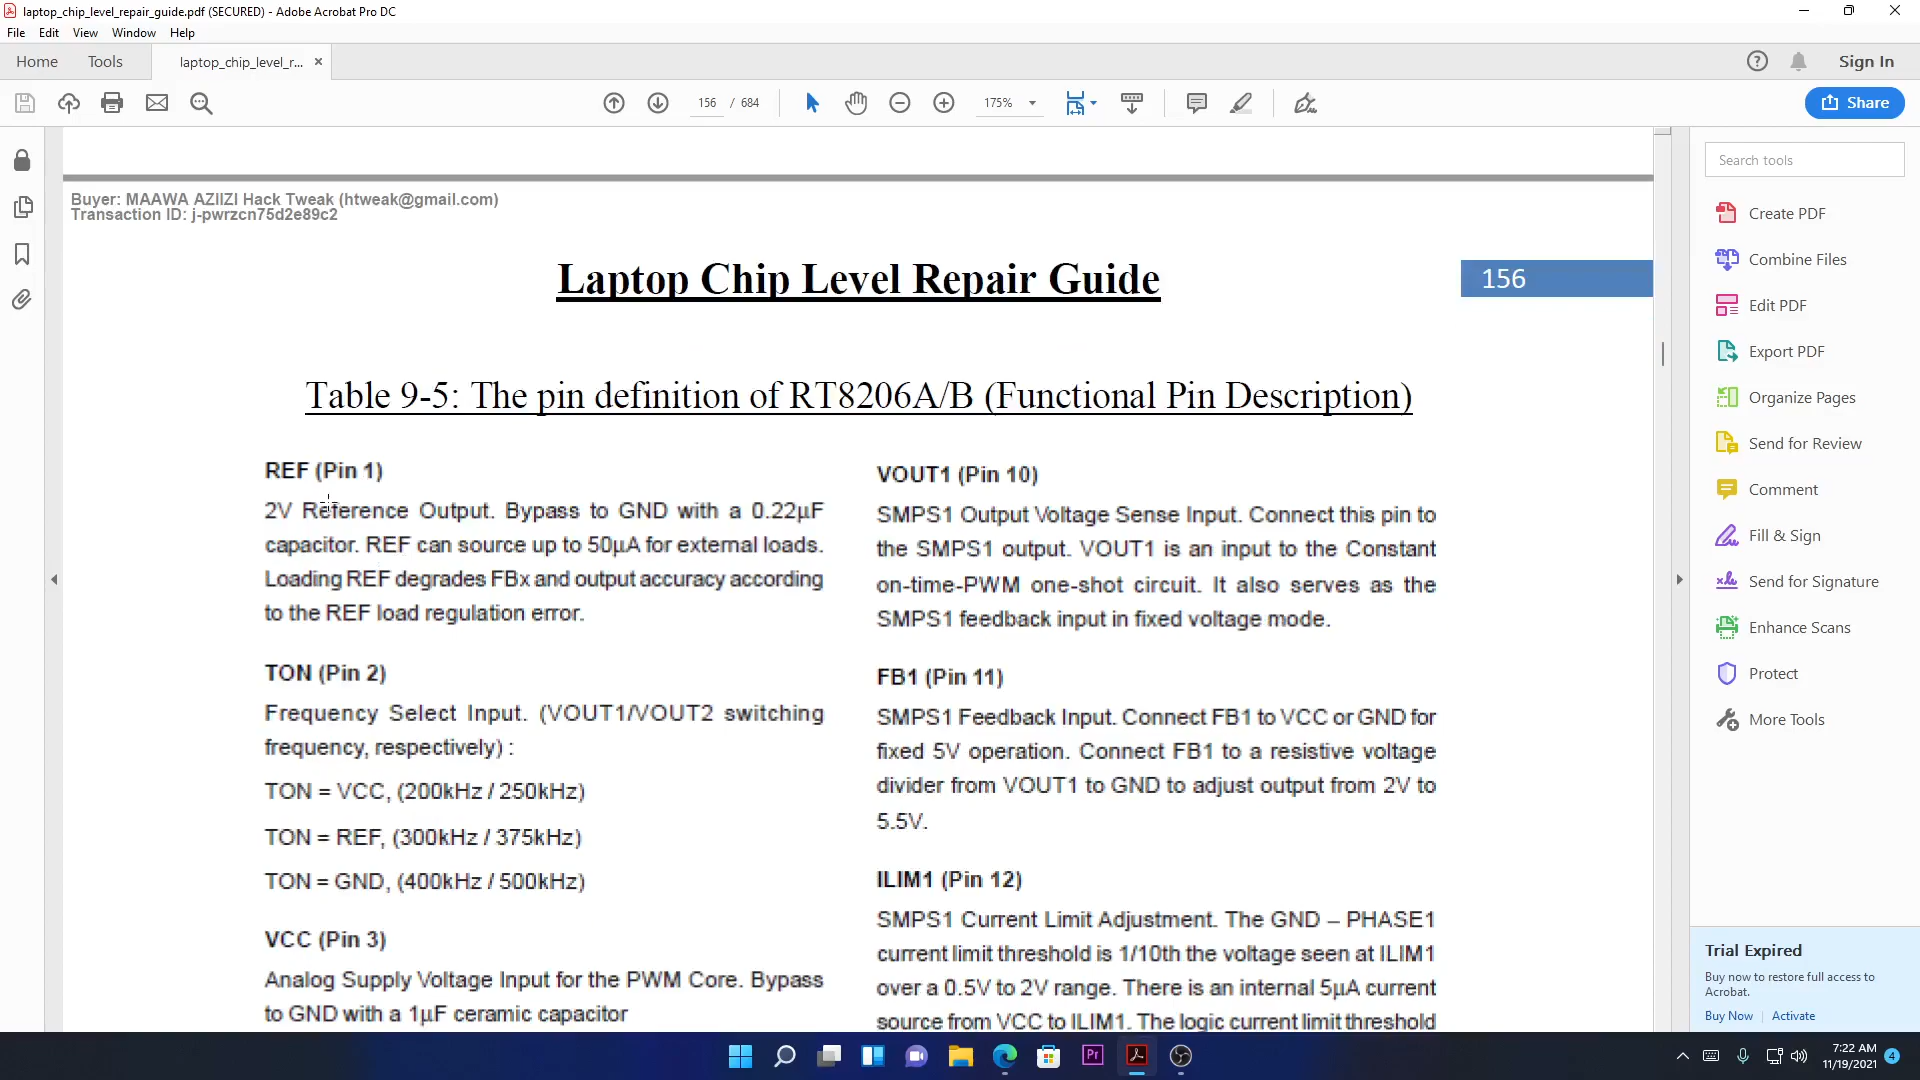 laptop_chip_level_repair_guide.pdf (SECURED) - Adobe Acrobat Pro DC
File Edit View Window Help
Home Tools laptop_chip_level_r... × Sign In
156 / 684 175% Share
Search tools
Buyer: MAAWA AZIIZI Hack Tweak (htweak@gmail.com)
Transaction ID: j-pwrzcn75d2e89c2
Laptop Chip Level Repair Guide
156
Table 9-5: The pin definition of RT8206A/B (Functional Pin Description)
REF (Pin 1)
2V Reference Output. Bypass to GND with a 0.22µF
capacitor. REF can source up to 50µA for external loads.
Loading REF degrades FBx and output accuracy according
to the REF load regulation error.
TON (Pin 2)
Frequency Select Input. (VOUT1/VOUT2 switching
frequency, respectively) :
TON = VCC, (200kHz / 250kHz)
TON = REF, (300kHz / 375kHz)
TON = GND, (400kHz / 500kHz)
VCC (Pin 3)
Analog Supply Voltage Input for the PWM Core. Bypass
to GND with a 1µF ceramic capacitor
VOUT1 (Pin 10)
SMPS1 Output Voltage Sense Input. Connect this pin to
the SMPS1 output. VOUT1 is an input to the Constant
on-time-PWM one-shot circuit. It also serves as the
SMPS1 feedback input in fixed voltage mode.
FB1 (Pin 11)
SMPS1 Feedback Input. Connect FB1 to VCC or GND for
fixed 5V operation. Connect FB1 to a resistive voltage
divider from VOUT1 to GND to adjust output from 2V to
5.5V.
ILIM1 (Pin 12)
SMPS1 Current Limit Adjustment. The GND – PHASE1
current limit threshold is 1/10th the voltage seen at ILIM1
over a 0.5V to 2V range. There is an internal 5µA current
source from VCC to ILIM1. The logic current limit threshold
Create PDF
Combine Files
Edit PDF
Export PDF
Organize Pages
Send for Review
Comment
Fill & Sign
Send for Signature
Enhance Scans
Protect
More Tools
Trial Expired
Buy now to restore full access to
Acrobat.
Buy Now | Activate
Pr
7:22 AM
11/19/2021
4